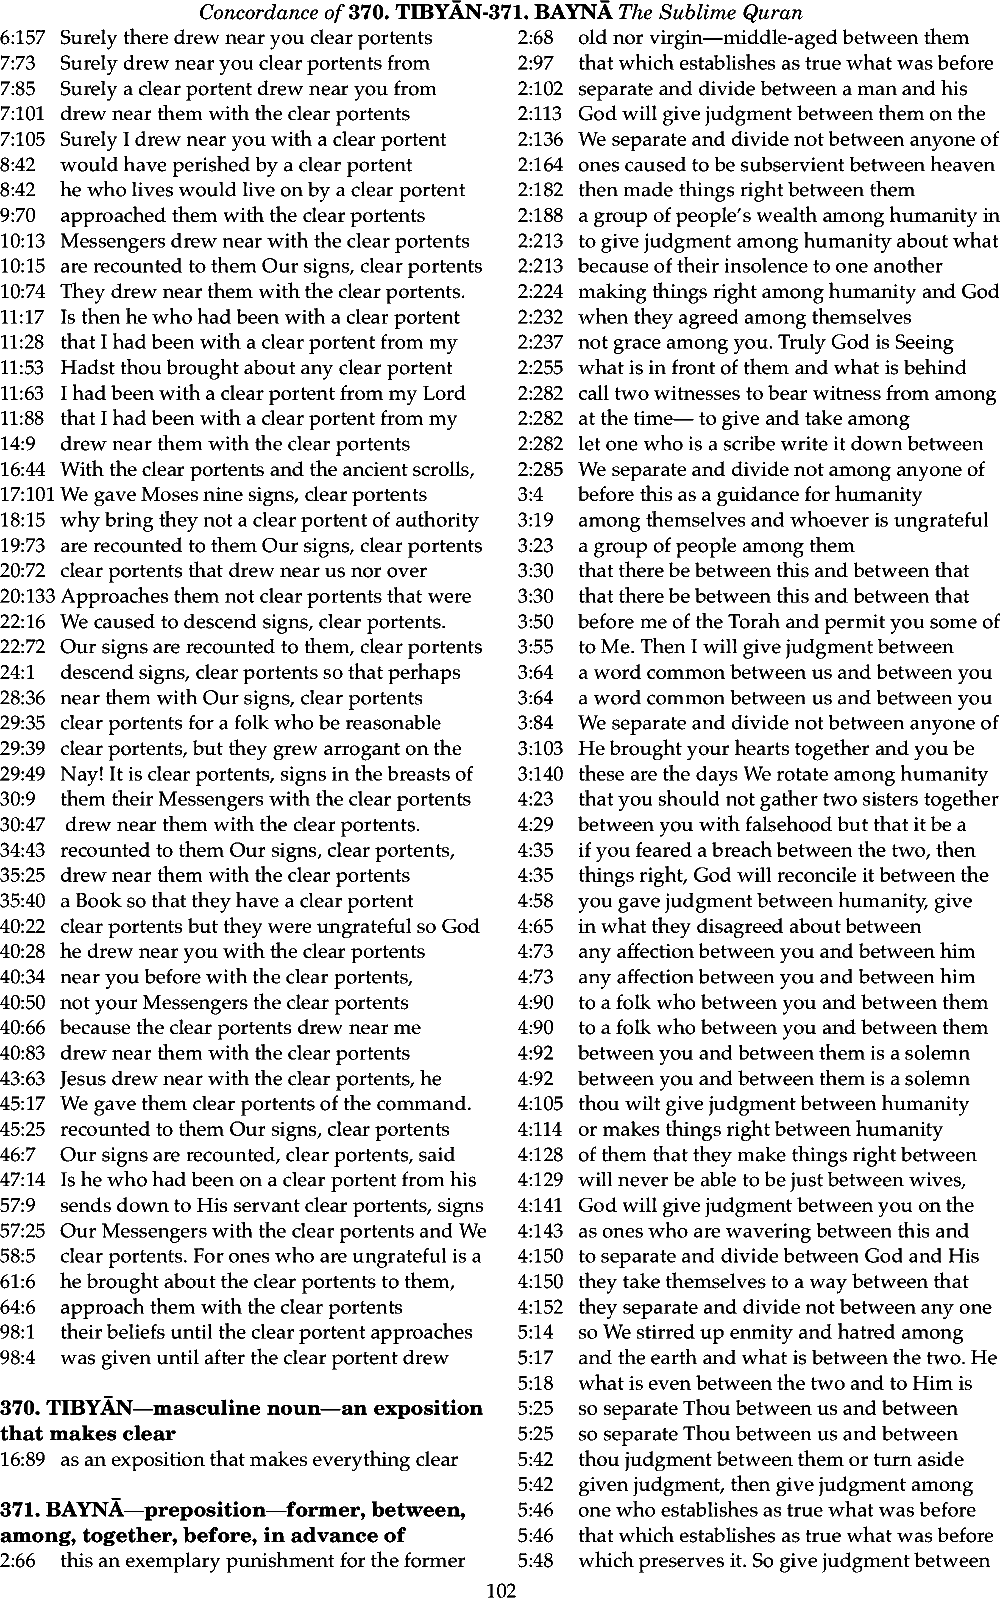 Concordance of 370. TIBYĀN-371. BAYNĀ The Sublime Quran
6:157 Surely there drew near you clear portents
7:73 Surely drew near you clear portents from
7:85 Surely a clear portent drew near you from
7:101 drew near them with the clear portents
7:105 Surely I drew near you with a clear portent
8:42 would have perished by a clear portent
8:42 he who lives would live on by a clear portent
9:70 approached them with the clear portents
10:13 Messengers drew near with the clear portents
10:15 are recounted to them Our signs, clear portents
10:74 They drew near them with the clear portents.
11:17 Is then he who had been with a clear portent
11:28 that I had been with a clear portent from my
11:53 Hadst thou brought about any clear portent
11:63 I had been with a clear portent from my Lord
11:88 that I had been with a clear portent from my
14:9 drew near them with the clear portents
16:44 With the clear portents and the ancient scrolls,
17:101 We gave Moses nine signs, clear portents
18:15 why bring they not a clear portent of authority
19:73 are recounted to them Our signs, clear portents
20:72 clear portents that drew near us nor over
20:133 Approaches them not clear portents that were
22:16 We caused to descend signs, clear portents.
22:72 Our signs are recounted to them, clear portents
24:1 descend signs, clear portents so that perhaps
28:36 near them with Our signs, clear portents
29:35 clear portents for a folk who be reasonable
29:39 clear portents, but they grew arrogant on the
29:49 Nay! It is clear portents, signs in the breasts of
30:9 them their Messengers with the clear portents
30:47 drew near them with the clear portents.
34:43 recounted to them Our signs, clear portents,
35:25 drew near them with the clear portents
35:40 a Book so that they have a clear portent
40:22 clear portents but they were ungrateful so God
40:28 he drew near you with the clear portents
40:34 near you before with the clear portents,
40:50 not your Messengers the clear portents
40:66 because the clear portents drew near me
40:83 drew near them with the clear portents
43:63 Jesus drew near with the clear portents, he
45:17 We gave them clear portents of the command.
45:25 recounted to them Our signs, clear portents
46:7 Our signs are recounted, clear portents, said
47:14 Is he who had been on a clear portent from his
57:9 sends down to His servant clear portents, signs
57:25 Our Messengers with the clear portents and We
58:5 clear portents. For ones who are ungrateful is a
61:6 he brought about the clear portents to them,
64:6 approach them with the clear portents
98:1 their beliefs until the clear portent approaches
98:4 was given until after the clear portent drew
370. TIBYĀN—masculine noun—an exposition
that makes clear
16:89 as an exposition that makes everything clear
371. BAYNĀ—preposition—former, between,
among, together, before, in advance of
2:66 this an exemplary punishment for the former
2:68 old nor virgin—middle-aged between them
2:97 that which establishes as true what was before
2:102 separate and divide between a man and his
2:113 God will give judgment between them on the
2:136 We separate and divide not between anyone of
2:164 ones caused to be subservient between heaven
2:182 then made things right between them
2:188 a group of people's wealth among humanity in
2:213 to give judgment among humanity about what
2:213 because of their insolence to one another
2:224 making things right among humanity and God
2:232 when they agreed among themselves
2:237 not grace among you. Truly God is Seeing
2:255 what is in front of them and what is behind
2:282 call two witnesses to bear witness from among
2:282 at the time— to give and take among
2:282 let one who is a scribe write it down between
2:285 We separate and divide not among anyone of
3:4 before this as a guidance for humanity
3:19 among themselves and whoever is ungrateful
3:23 a group of people among them
3:30 that there be between this and between that
3:30 that there be between this and between that
3:50 before me of the Torah and permit you some of
3:55 to Me. Then I will give judgment between
3:64 a word common between us and between you
3:64 a word common between us and between you
3:84 We separate and divide not between anyone of
3:103 He brought your hearts together and you be
3:140 these are the days We rotate among humanity
4:23 that you should not gather two sisters together
4:29 between you with falsehood but that it be a
4:35 if you feared a breach between the two, then
4:35 things right, God will reconcile it between the
4:58 you gave judgment between humanity, give
4:65 in what they disagreed about between
4:73 any affection between you and between him
4:73 any affection between you and between him
4:90 to a folk who between you and between them
4:90 to a folk who between you and between them
4:92 between you and between them is a solemn
4:92 between you and between them is a solemn
4:105 thou wilt give judgment between humanity
4:114 or makes things right between humanity
4:128 of them that they make things right between
4:129 will never be able to be just between wives,
4:141 God will give judgment between you on the
4:143 as ones who are wavering between this and
4:150 to separate and divide between God and His
4:150 they take themselves to a way between that
4:152 they separate and divide not between any one
5:14 so We stirred up enmity and hatred among
5:17 and the earth and what is between the two. He
5:18 what is even between the two and to Him is
5:25 so separate Thou between us and between
5:25 so separate Thou between us and between
5:42 thou judgment between them or turn aside
5:42 given judgment, then give judgment among
5:46 one who establishes as true what was before
5:46 that which establishes as true what was before
5:48 which preserves it. So give judgment between
102